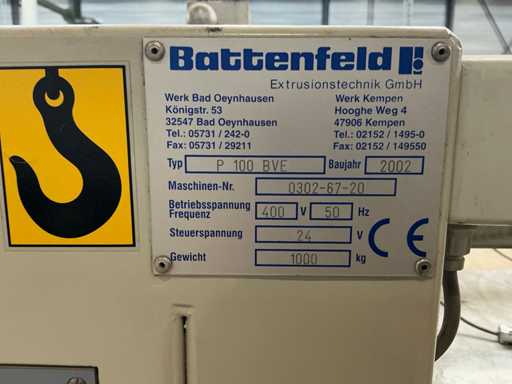 Battenfeld
Extrusionstechnik GmbH
Werk Bad Oeynhausen Werk Kempen
Königstr. 53 Hooghe Weg 4
32547 Bad Oeynhausen 47906 Kempen
Tel.: 05731 / 242-0 Tel.: 02152 / 1495-0
Fax: 05731 / 29211 Fax: 02152 / 149550
Typ P 100 BVE Baujahr 2002
Maschinen-Nr. 0302-67-20
Betriebsspannung
Frequenz 400 V 50 Hz
Steuerspannung 24 V
Gewicht 1000 kg
CE